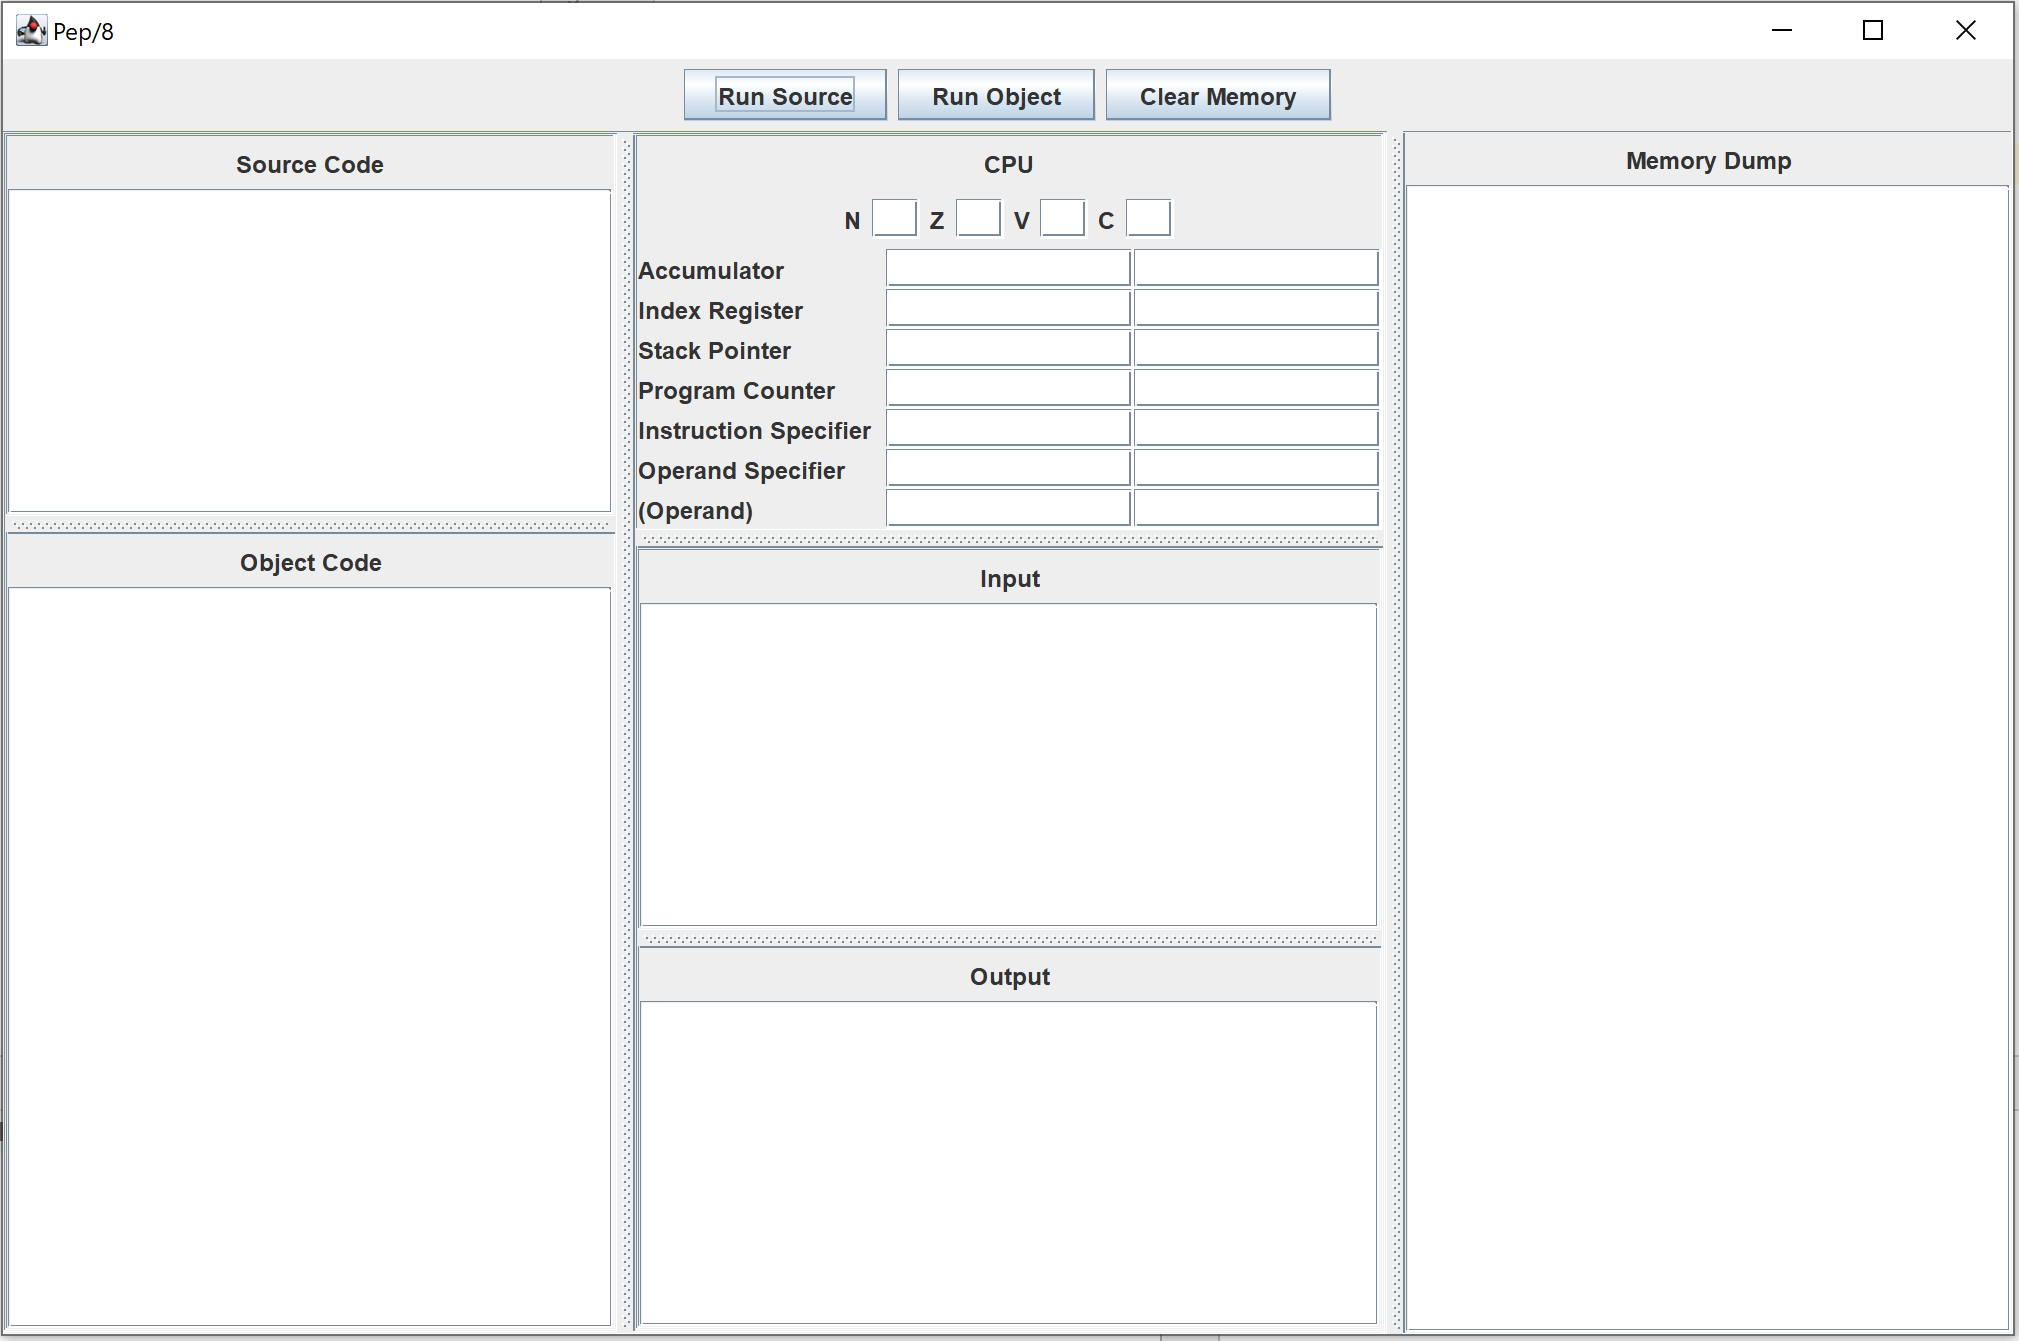 Pep/8
Run Source Run Object Clear Memory
Source Code
Object Code
CPU
N Z V C
Accumulator
Index Register
Stack Pointer
Program Counter
Instruction Specifier
Operand Specifier
(Operand)
Input
Output
Memory Dump